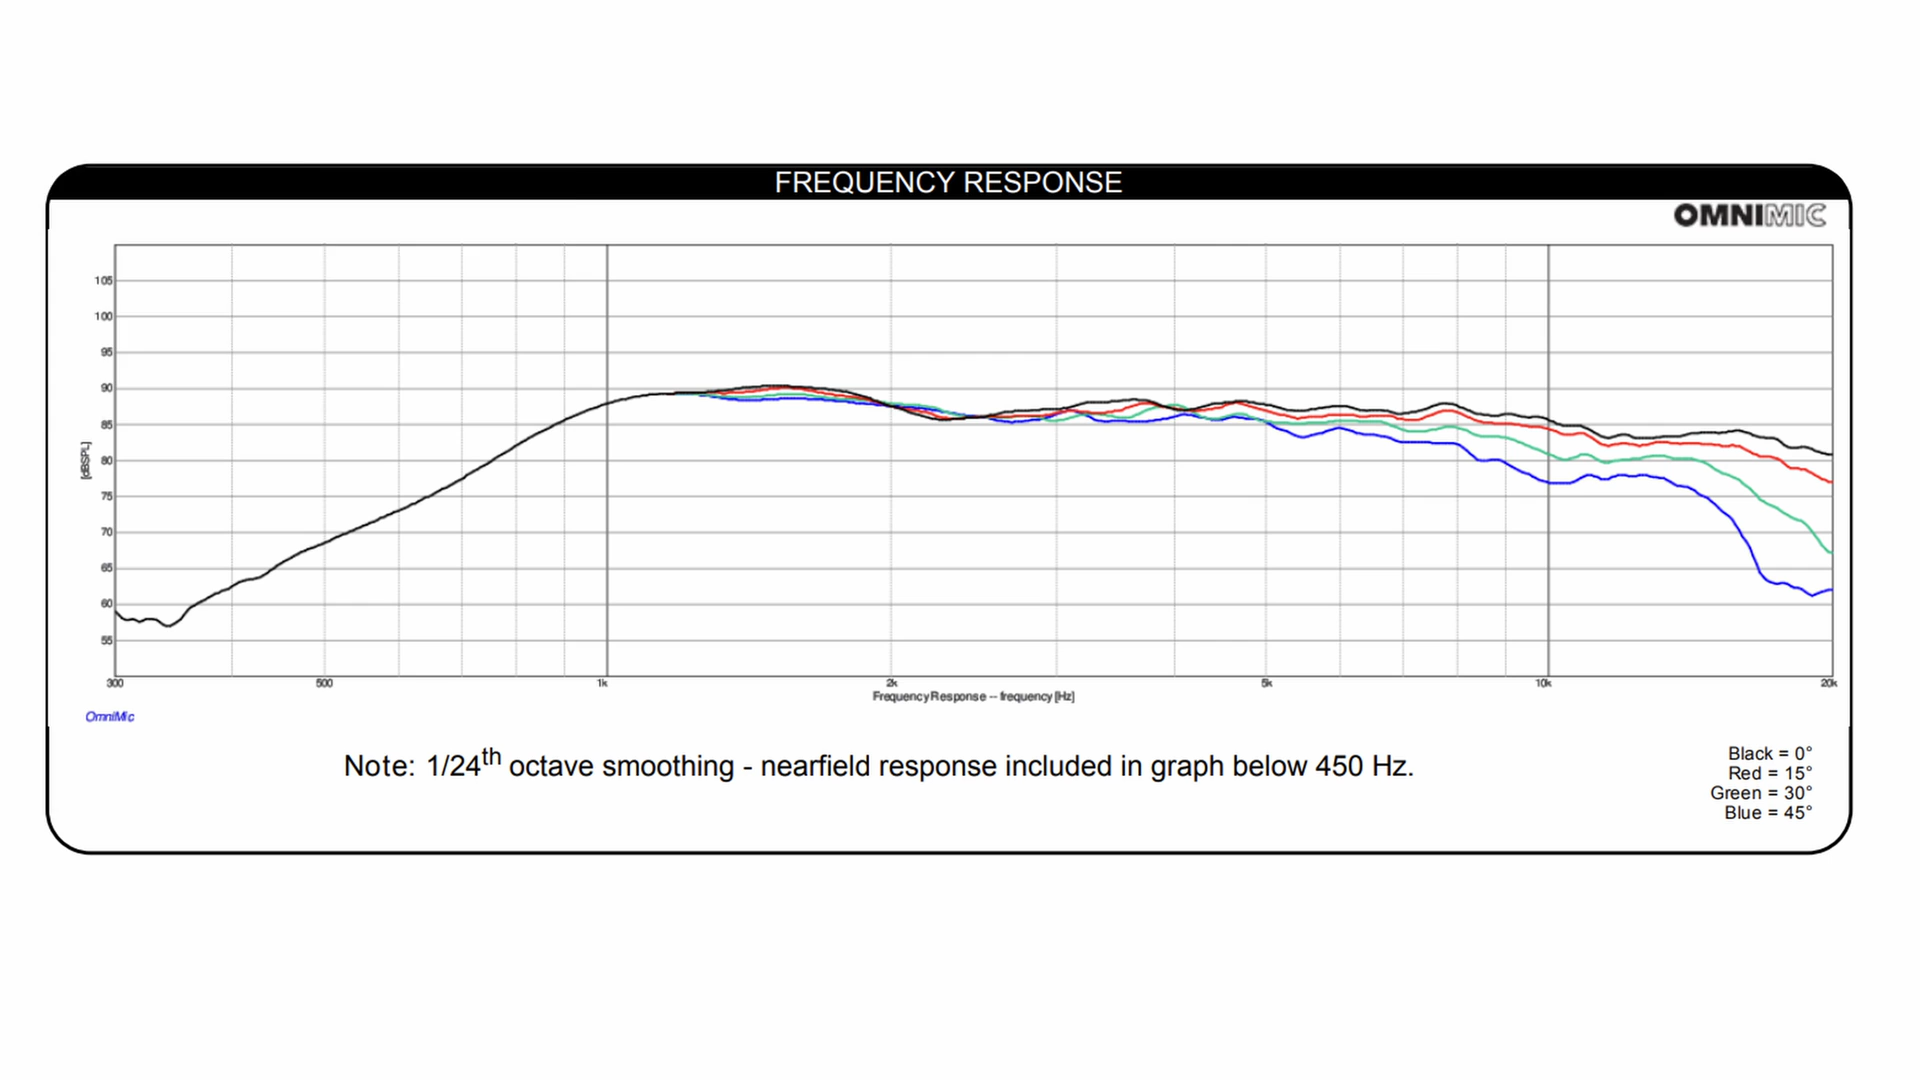 FREQUENCY RESPONSE
OMNIMIC
105
100
95
90
85
80
75
70
65
60
55
[dBSPL]
300 500 1k 2k 5k 10k 20k
Frequency Response -- frequency [Hz]
OmniMic
Note: 1/24th octave smoothing - nearfield response included in graph below 450 Hz.
Black = 0°
Red = 15°
Green = 30°
Blue = 45°